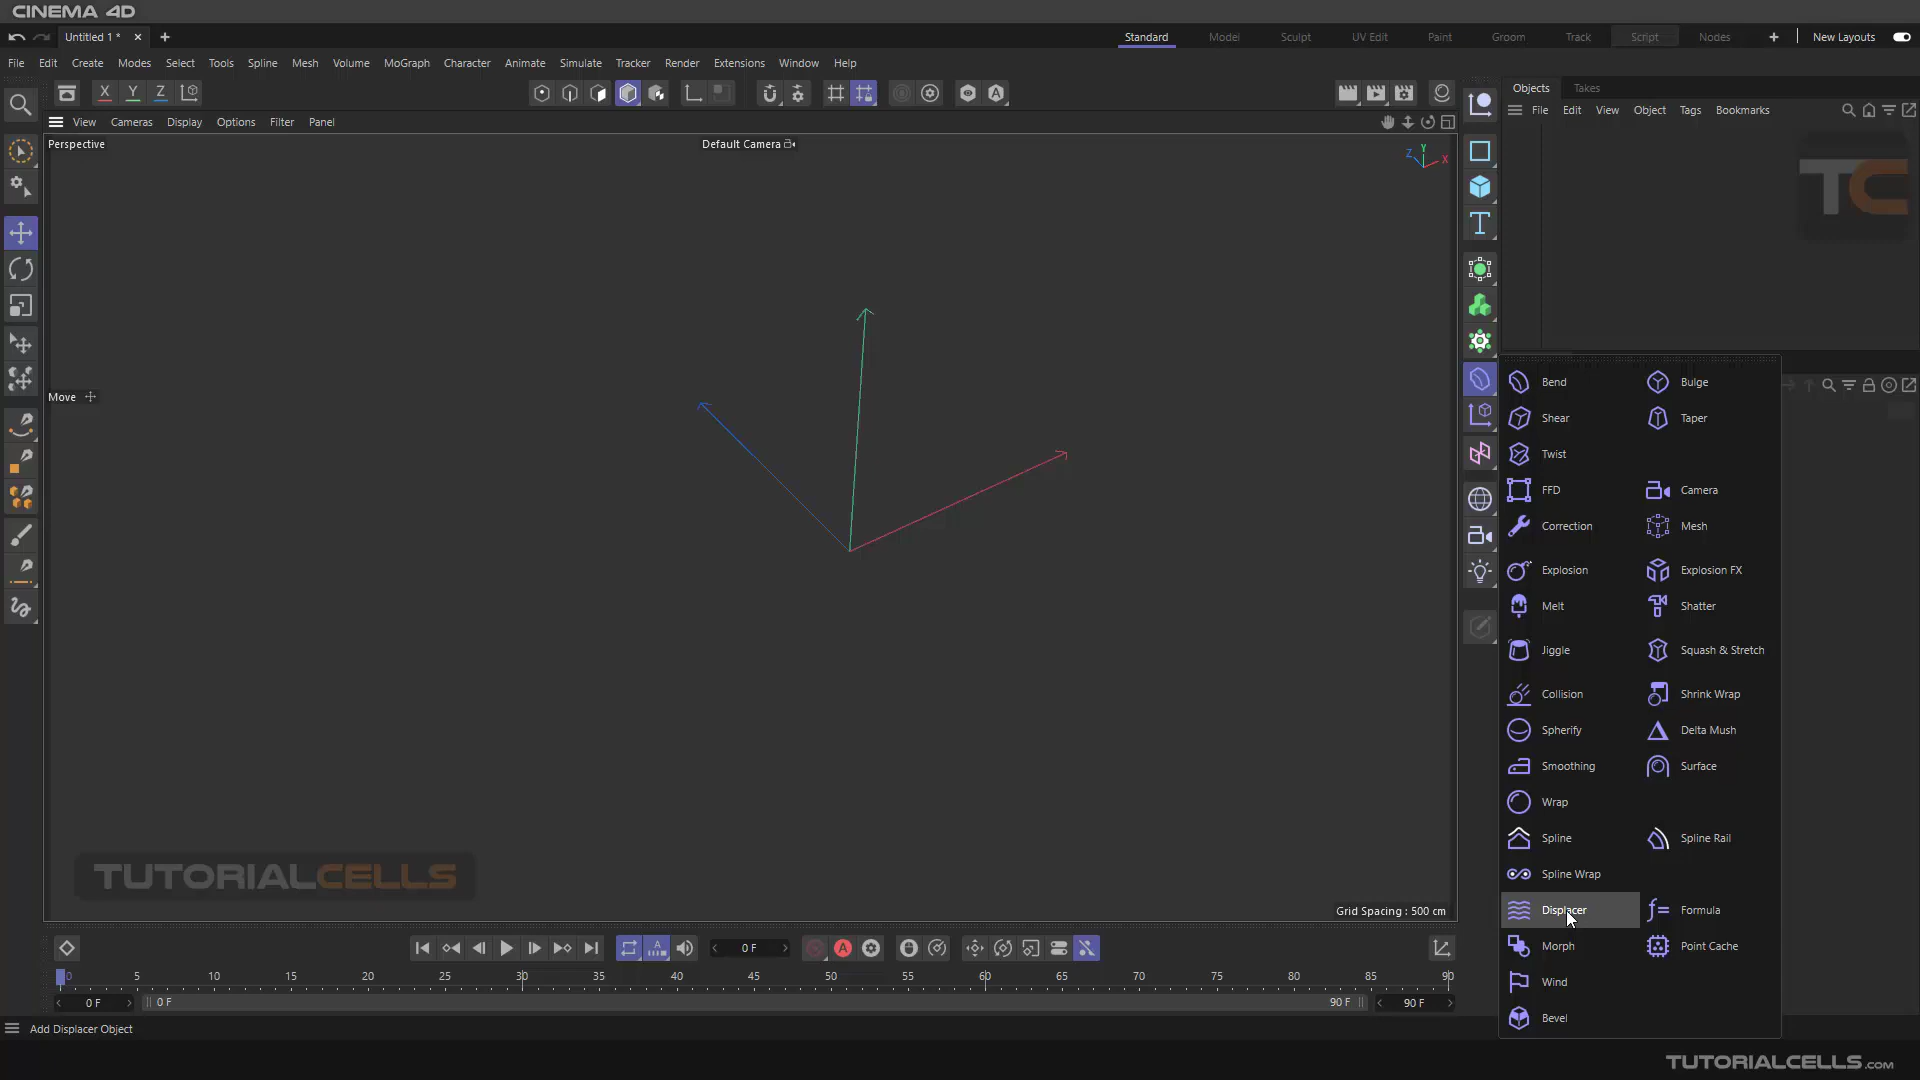 CINEMA 4D
Untitled 1 *
Standard Model Sculpt UV Edit Paint Groom Track Script Nodes New Layouts
File Edit Create Modes Select Tools Spline Mesh Volume MoGraph Character Animate Simulate Tracker Render Extensions Window Help
Objects Takes
X Y Z
File Edit View Object Tags Bookmarks
View Cameras Display Options Filter Panel
Perspective
Default Camera
Y
Z X
TC
T
Move
Bend Bulge
Shear Taper
Twist
FFD Camera
Correction Mesh
Explosion Explosion FX
Melt Shatter
Jiggle Squash & Stretch
Collision Shrink Wrap
Spherify Delta Mush
Smoothing Surface
Wrap
Spline Spline Rail
Spline Wrap
Displacer Formula
Morph Point Cache
Wind
Bevel
TUTORIALCELLS
Grid Spacing : 500 cm
0 F
0 5 10 15 20 25 30 35 40 45 50 55 60 65 70 75 80 85 90
0 F 0 F 90 F 90 F
Add Displacer Object
TUTORIALCELLS.COM